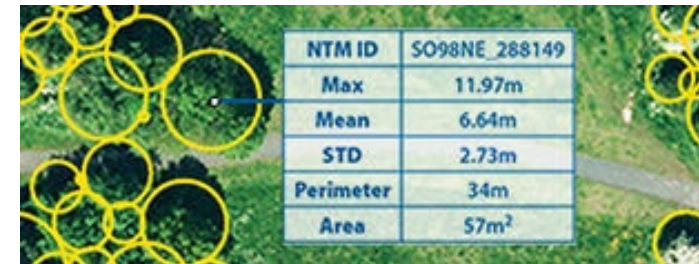 NTM ID SO98NE_288149
Max 11.97m
Mean 6.64m
STD 2.73m
Perimeter 34m
Area 57m²